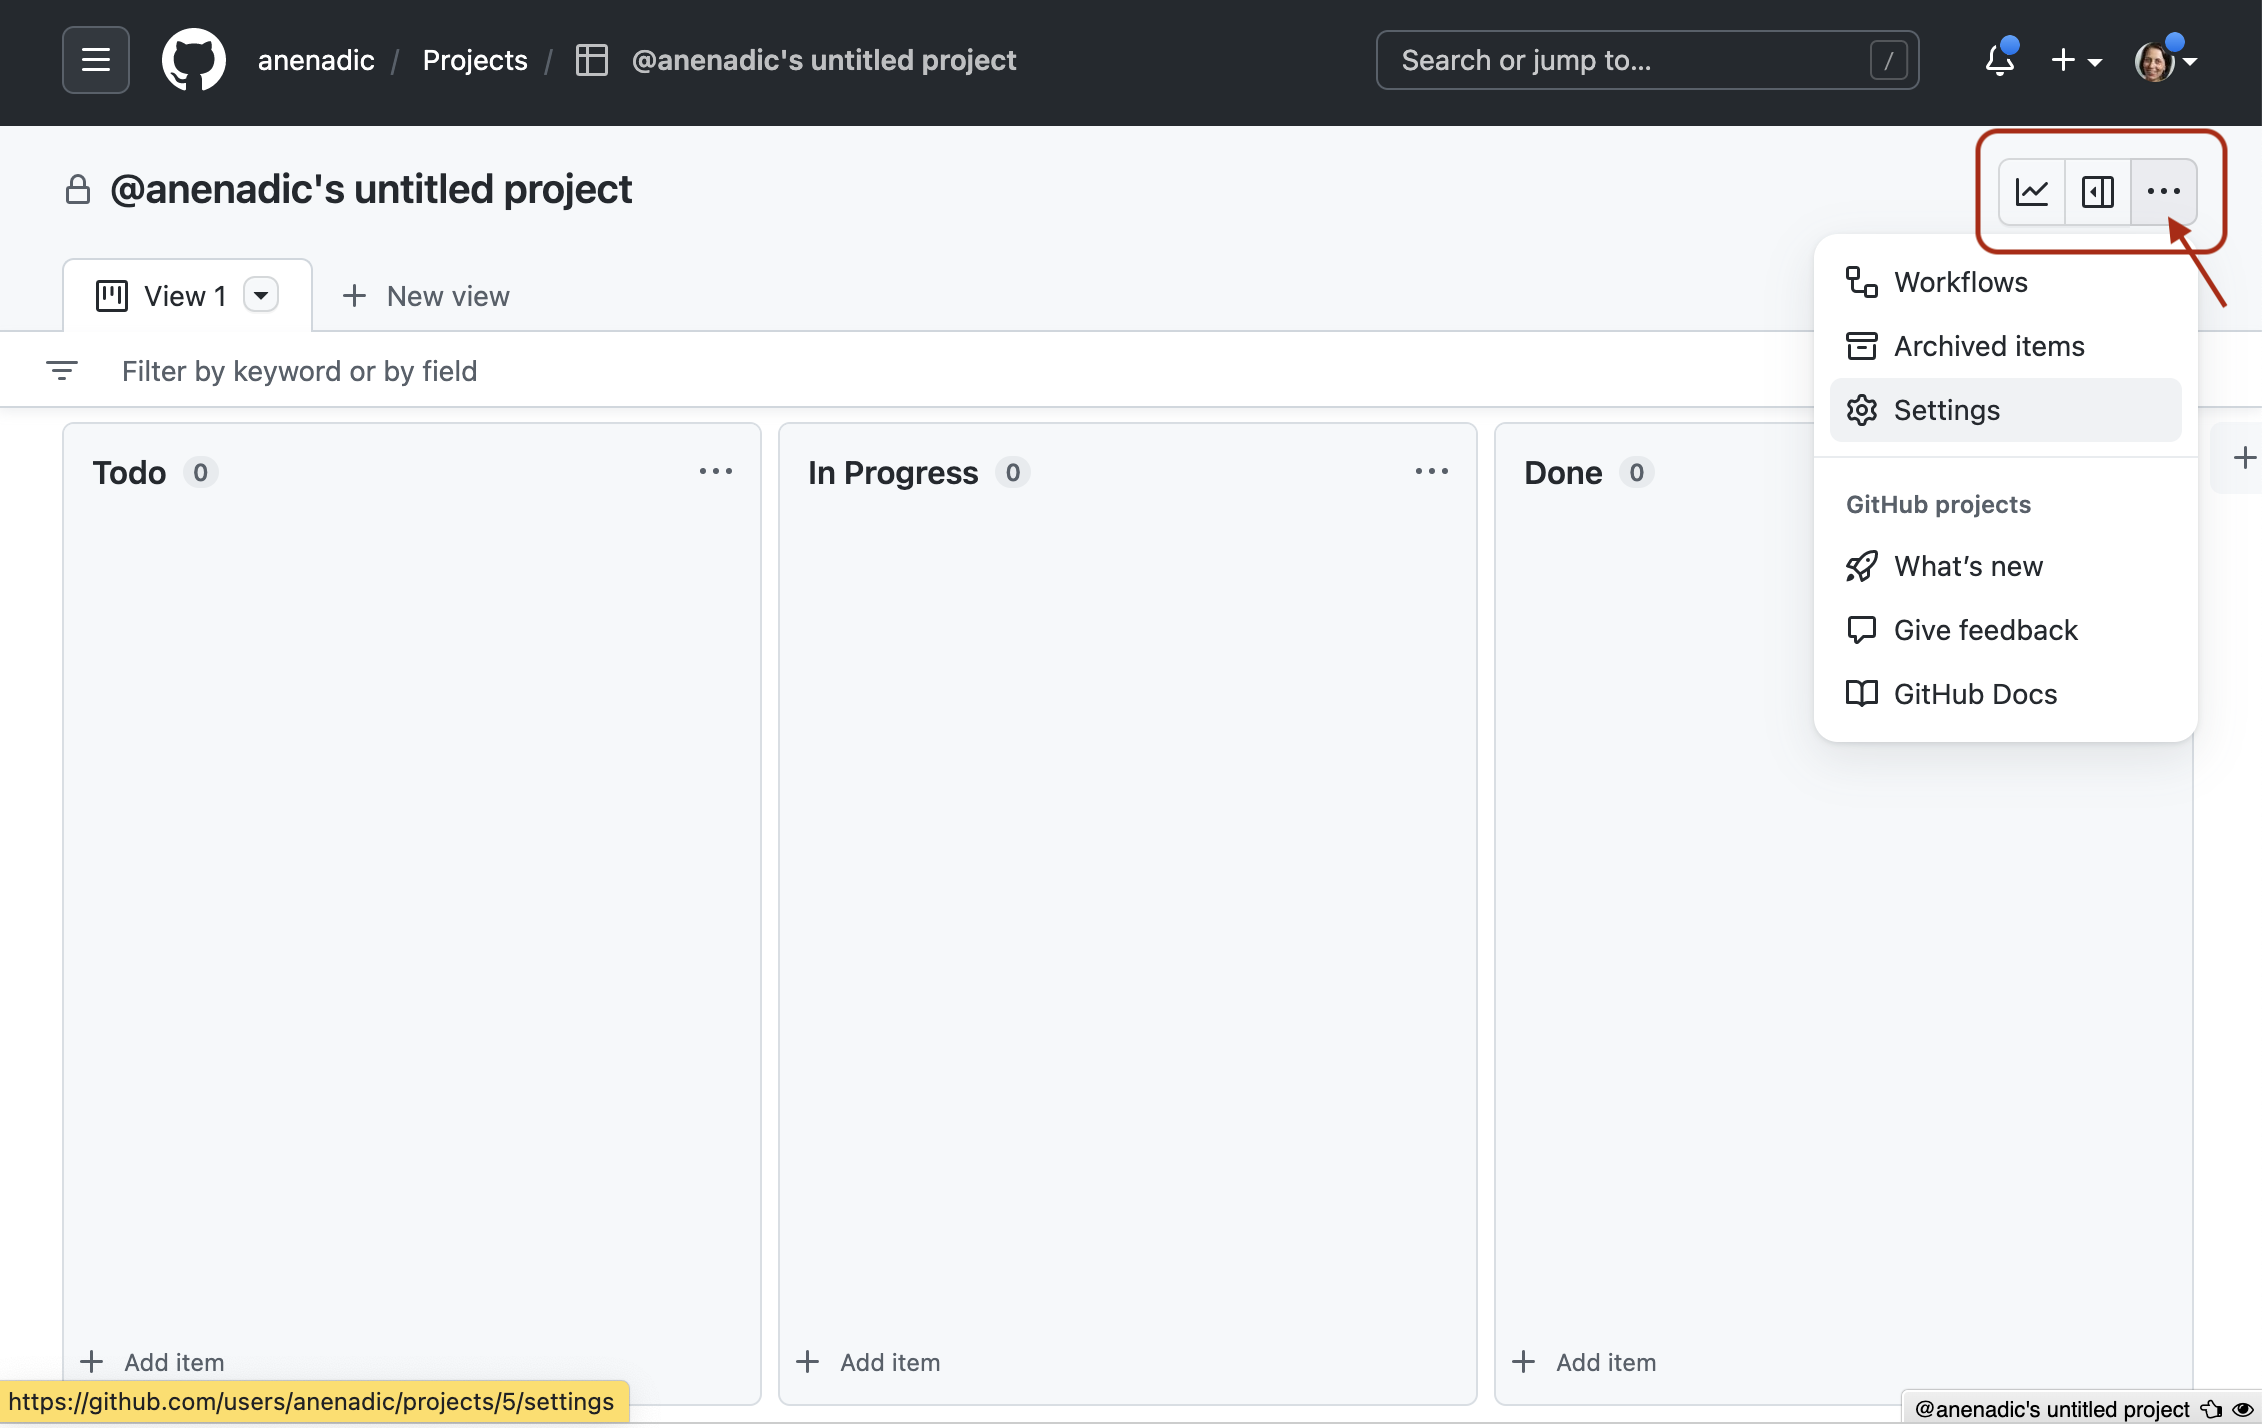 anenadic / Projects / @anenadic's untitled project
Search or jump to... /
@anenadic's untitled project
View 1
New view
Workflows
Archived items
Settings
GitHub projects
What’s new
Give feedback
GitHub Docs
Filter by keyword or by field
Todo 0
In Progress 0
Done 0
Add item
Add item
Add item
https://github.com/users/anenadic/projects/5/settings
@anenadic's untitled project